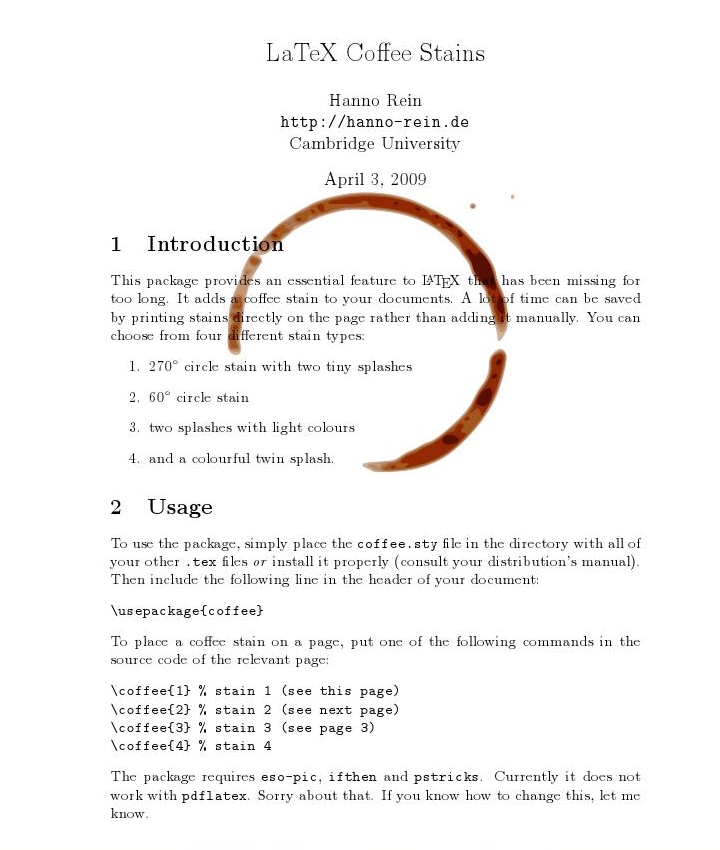 LaTeX Coffee Stains
Hanno Rein
http://hanno-rein.de
Cambridge University
April 3, 2009
1 Introduction
This package provides an essential feature to LATEX that has been missing for
too long. It adds a coffee stain to your documents. A lot of time can be saved
by printing stains directly on the page rather than adding it manually. You can
choose from four different stain types:
1. 270° circle stain with two tiny splashes
2. 60° circle stain
3. two splashes with light colours
4. and a colourful twin splash.
2 Usage
To use the package, simply place the coffee.sty file in the directory with all of
your other .tex files or install it properly (consult your distribution's manual).
Then include the following line in the header of your document:
\usepackage{coffee}
To place a coffee stain on a page, put one of the following commands in the
source code of the relevant page:
\coffee{1} % stain 1 (see this page)
\coffee{2} % stain 2 (see next page)
\coffee{3} % stain 3 (see page 3)
\coffee{4} % stain 4
The package requires eso-pic, ifthen and pstricks. Currently it does not
work with pdflatex. Sorry about that. If you know how to change this, let me
know.